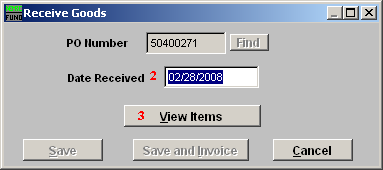 Receive Goods
PO Number 50400271 Find
Date Received 2 02/28/2008
3 View Items
Save Save and Invoice Cancel